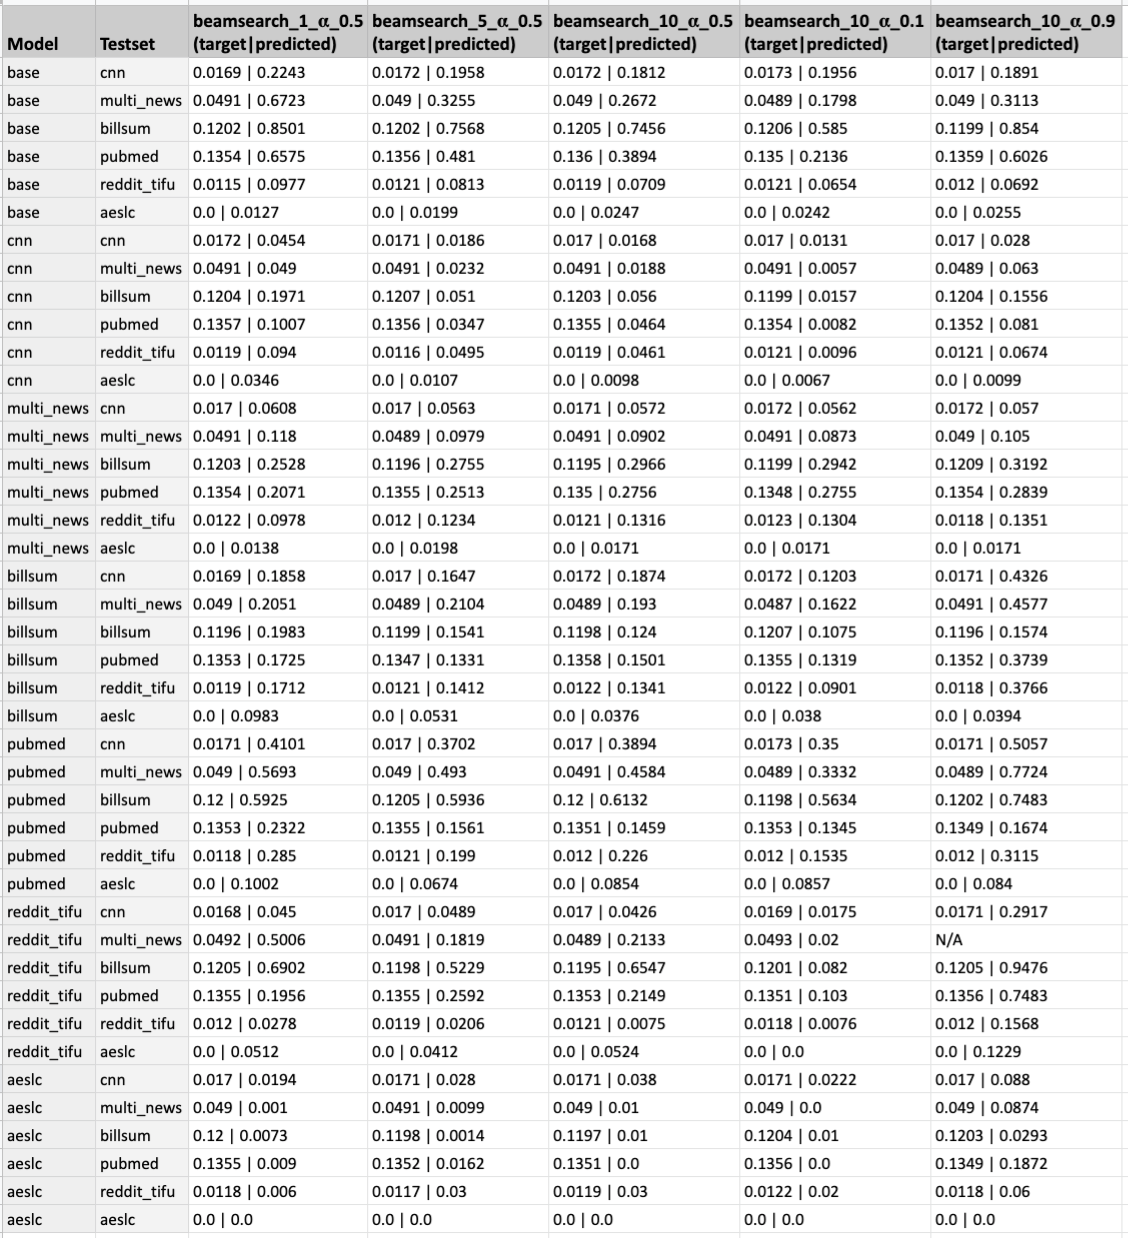 beamsearch_1_α_0.5 beamsearch_5_α_0.5 beamsearch_10_α_0.5 beamsearch_10_α_0.1 beamsearch_10_α_0.9
Model Testset (target|predicted) (target|predicted) (target|predicted) (target|predicted) (target|predicted)
base cnn 0.0169 | 0.2243 0.0172 | 0.1958 0.0172 | 0.1812 0.0173 | 0.1956 0.017 | 0.1891
base multi_news 0.0491 | 0.6723 0.049 | 0.3255 0.049 | 0.2672 0.0489 | 0.1798 0.049 | 0.3113
base billsum 0.1202 | 0.8501 0.1202 | 0.7568 0.1205 | 0.7456 0.1206 | 0.585 0.1199 | 0.854
base pubmed 0.1354 | 0.6575 0.1356 | 0.481 0.136 | 0.3894 0.135 | 0.2136 0.1359 | 0.6026
base reddit_tifu 0.0115 | 0.0977 0.0121 | 0.0813 0.0119 | 0.0709 0.0121 | 0.0654 0.012 | 0.0692
base aeslc 0.0 | 0.0127 0.0 | 0.0199 0.0 | 0.0247 0.0 | 0.0242 0.0 | 0.0255
cnn cnn 0.0172 | 0.0454 0.0171 | 0.0186 0.017 | 0.0168 0.017 | 0.0131 0.017 | 0.028
cnn multi_news 0.0491 | 0.049 0.0491 | 0.0232 0.0491 | 0.0188 0.0491 | 0.0057 0.0489 | 0.063
cnn billsum 0.1204 | 0.1971 0.1207 | 0.051 0.1203 | 0.056 0.1199 | 0.0157 0.1204 | 0.1556
cnn pubmed 0.1357 | 0.1007 0.1356 | 0.0347 0.1355 | 0.0464 0.1354 | 0.0082 0.1352 | 0.081
cnn reddit_tifu 0.0119 | 0.094 0.0116 | 0.0495 0.0119 | 0.0461 0.0121 | 0.0096 0.0121 | 0.0674
cnn aeslc 0.0 | 0.0346 0.0 | 0.0107 0.0 | 0.0098 0.0 | 0.0067 0.0 | 0.0099
multi_news cnn 0.017 | 0.0608 0.017 | 0.0563 0.0171 | 0.0572 0.0172 | 0.0562 0.0172 | 0.057
multi_news multi_news 0.0491 | 0.118 0.0489 | 0.0979 0.0491 | 0.0902 0.0491 | 0.0873 0.049 | 0.105
multi_news billsum 0.1203 | 0.2528 0.1196 | 0.2755 0.1195 | 0.2966 0.1199 | 0.2942 0.1209 | 0.3192
multi_news pubmed 0.1354 | 0.2071 0.1355 | 0.2513 0.135 | 0.2756 0.1348 | 0.2755 0.1354 | 0.2839
multi_news reddit_tifu 0.0122 | 0.0978 0.012 | 0.1234 0.0121 | 0.1316 0.0123 | 0.1304 0.0118 | 0.1351
multi_news aeslc 0.0 | 0.0138 0.0 | 0.0198 0.0 | 0.0171 0.0 | 0.0171 0.0 | 0.0171
billsum cnn 0.0169 | 0.1858 0.017 | 0.1647 0.0172 | 0.1874 0.0172 | 0.1203 0.0171 | 0.4326
billsum multi_news 0.049 | 0.2051 0.0489 | 0.2104 0.0489 | 0.193 0.0487 | 0.1622 0.0491 | 0.4577
billsum billsum 0.1196 | 0.1983 0.1199 | 0.1541 0.1198 | 0.124 0.1207 | 0.1075 0.1196 | 0.1574
billsum pubmed 0.1353 | 0.1725 0.1347 | 0.1331 0.1358 | 0.1501 0.1355 | 0.1319 0.1352 | 0.3739
billsum reddit_tifu 0.0119 | 0.1712 0.0121 | 0.1412 0.0122 | 0.1341 0.0122 | 0.0901 0.0118 | 0.3766
billsum aeslc 0.0 | 0.0983 0.0 | 0.0531 0.0 | 0.0376 0.0 | 0.038 0.0 | 0.0394
pubmed cnn 0.0171 | 0.4101 0.017 | 0.3702 0.017 | 0.3894 0.0173 | 0.35 0.0171 | 0.5057
pubmed multi_news 0.049 | 0.5693 0.049 | 0.493 0.0491 | 0.4584 0.0489 | 0.3332 0.0489 | 0.7724
pubmed billsum 0.12 | 0.5925 0.1205 | 0.5936 0.12 | 0.6132 0.1198 | 0.5634 0.1202 | 0.7483
pubmed pubmed 0.1353 | 0.2322 0.1355 | 0.1561 0.1351 | 0.1459 0.1353 | 0.1345 0.1349 | 0.1674
pubmed reddit_tifu 0.0118 | 0.285 0.0121 | 0.199 0.012 | 0.226 0.012 | 0.1535 0.012 | 0.3115
pubmed aeslc 0.0 | 0.1002 0.0 | 0.0674 0.0 | 0.0854 0.0 | 0.0857 0.0 | 0.084
reddit_tifu cnn 0.0168 | 0.045 0.017 | 0.0489 0.017 | 0.0426 0.0169 | 0.0175 0.0171 | 0.2917
reddit_tifu multi_news 0.0492 | 0.5006 0.0491 | 0.1819 0.0489 | 0.2133 0.0493 | 0.02 N/A
reddit_tifu billsum 0.1205 | 0.6902 0.1198 | 0.5229 0.1195 | 0.6547 0.1201 | 0.082 0.1205 | 0.9476
reddit_tifu pubmed 0.1355 | 0.1956 0.1355 | 0.2592 0.1353 | 0.2149 0.1351 | 0.103 0.1356 | 0.7483
reddit_tifu reddit_tifu 0.012 | 0.0278 0.0119 | 0.0206 0.0121 | 0.0075 0.0118 | 0.0076 0.012 | 0.1568
reddit_tifu aeslc 0.0 | 0.0512 0.0 | 0.0412 0.0 | 0.0524 0.0 | 0.0 0.0 | 0.1229
aeslc cnn 0.017 | 0.0194 0.0171 | 0.028 0.0171 | 0.038 0.0171 | 0.0222 0.017 | 0.088
aeslc multi_news 0.049 | 0.001 0.0491 | 0.0099 0.049 | 0.01 0.049 | 0.0 0.049 | 0.0874
aeslc billsum 0.12 | 0.0073 0.1198 | 0.0014 0.1197 | 0.01 0.1204 | 0.01 0.1203 | 0.0293
aeslc pubmed 0.1355 | 0.009 0.1352 | 0.0162 0.1351 | 0.0 0.1356 | 0.0 0.1349 | 0.1872
aeslc reddit_tifu 0.0118 | 0.006 0.0117 | 0.03 0.0119 | 0.03 0.0122 | 0.02 0.0118 | 0.06
aeslc aeslc 0.0 | 0.0 0.0 | 0.0 0.0 | 0.0 0.0 | 0.0 0.0 | 0.0